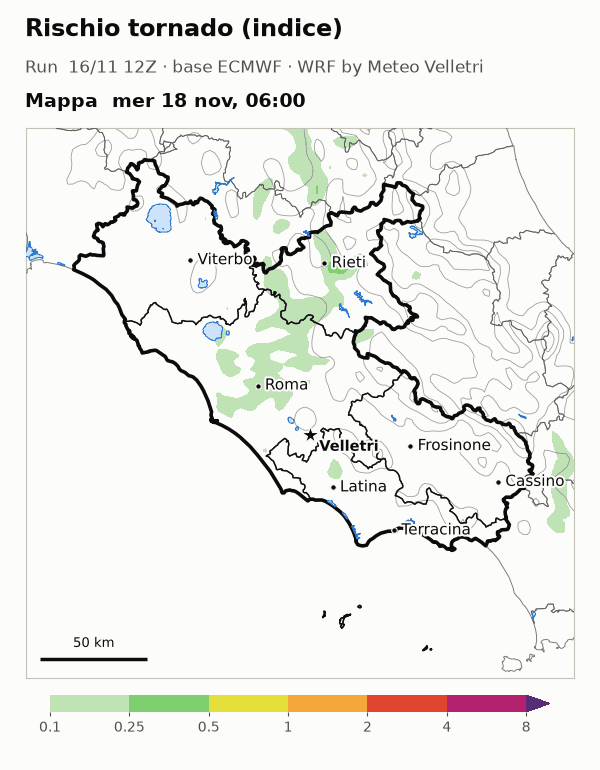 Rischio tornado (indice)
Run  16/11 12Z · base ECMWF · WRF by Meteo Velletri
Mappa  mer 18 nov, 06:00
Viterbo
Rieti
Roma
Velletri
Frosinone
Cassino
Latina
Terracina
50 km
0.1 0.25 0.5 1 2 4 8